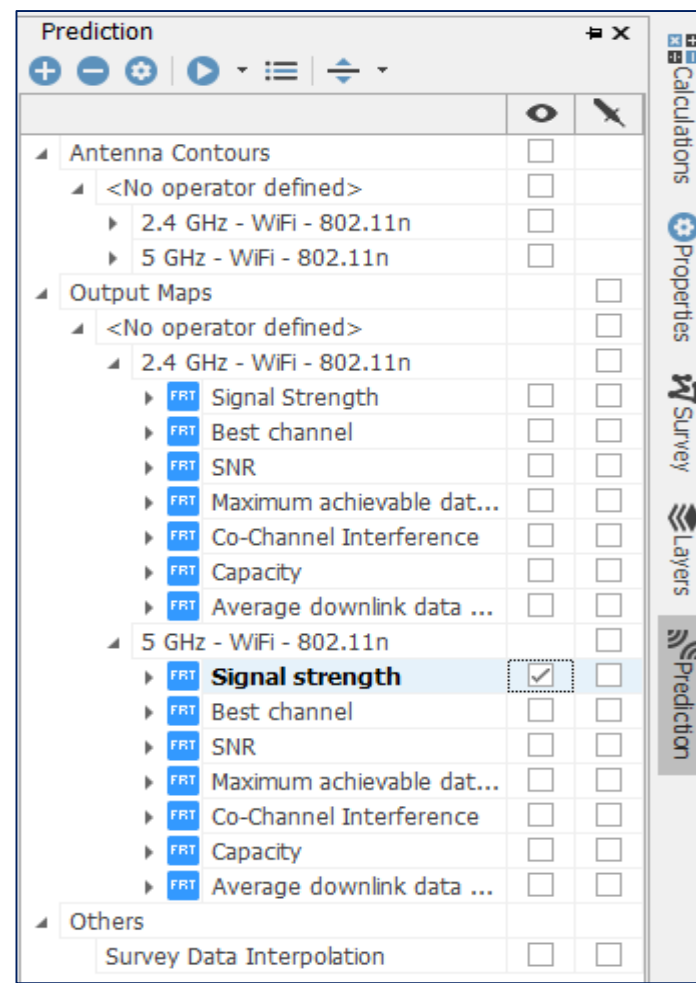 Prediction
Antenna Contours
<No operator defined>
2.4 GHz - WiFi - 802.11n
5 GHz - WiFi - 802.11n
Output Maps
<No operator defined>
2.4 GHz - WiFi - 802.11n
FRT Signal Strength
FRT Best channel
FRT SNR
FRT Maximum achievable dat...
FRT Co-Channel Interference
FRT Capacity
FRT Average downlink data ...
5 GHz - WiFi - 802.11n
FRT Signal strength
FRT Best channel
FRT SNR
FRT Maximum achievable dat...
FRT Co-Channel Interference
FRT Capacity
FRT Average downlink data ...
Others
Survey Data Interpolation
Calculations
Properties
Survey
Layers
Prediction